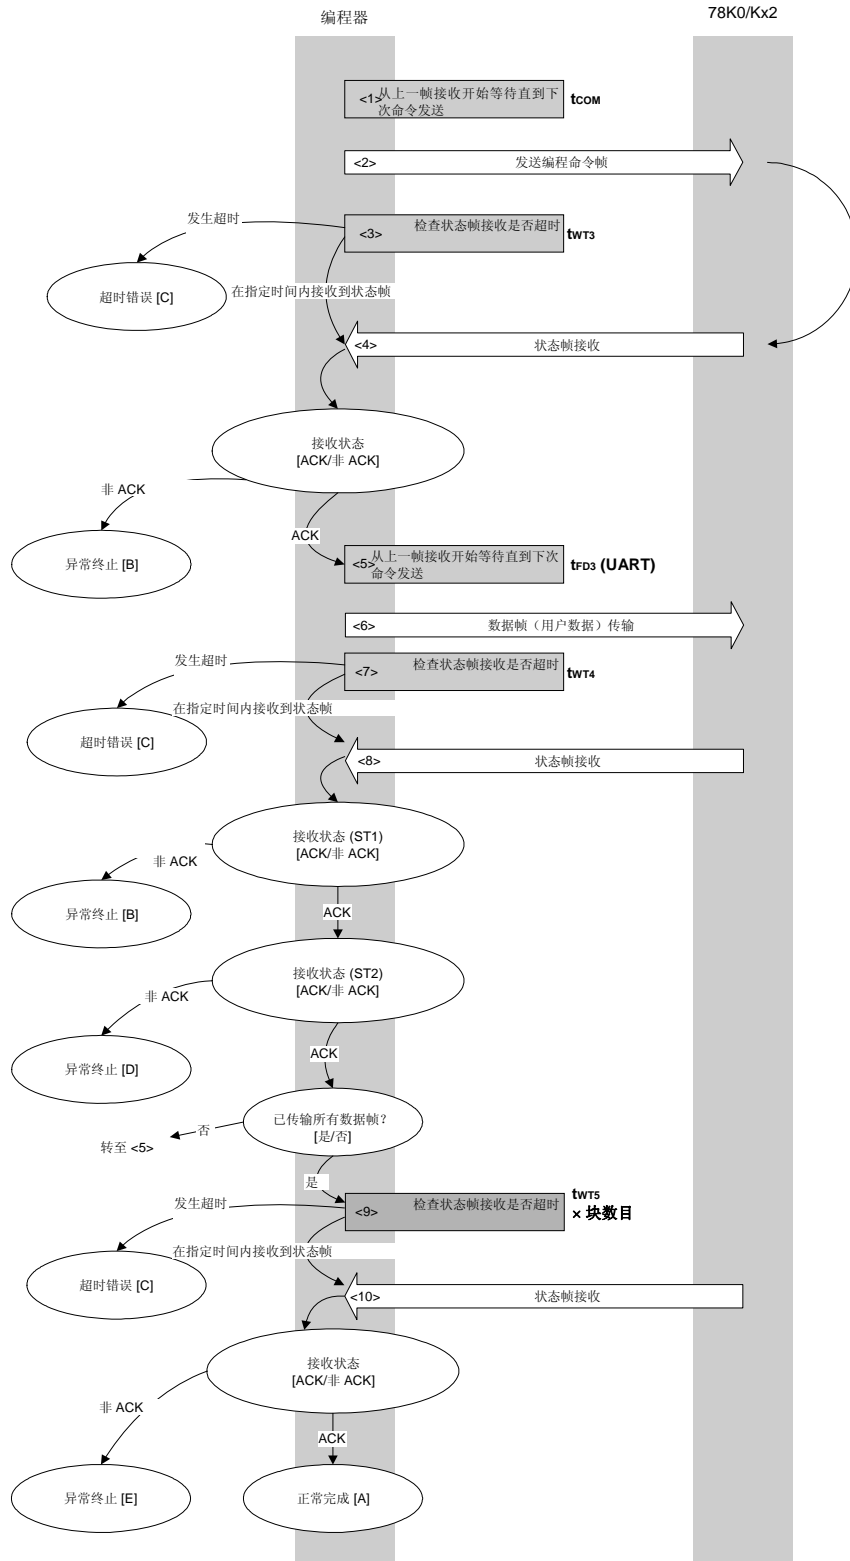 编程器
78K0/Kx2
<1>从上一帧接收开始等待直到下
次命令发送
tCOM
<2> 发送编程命令帧
发生超时
<3> 检查状态帧接收是否超时
tWT3
超时错误 [C]
在指定时间内接收到状态帧
<4> 状态帧接收
接收状态
[ACK/非 ACK]
非 ACK
ACK
异常终止 [B]
<5>从上一帧接收开始等待直到下次
命令发送
tFD3 (UART)
<6> 数据帧（用户数据）传输
发生超时
<7> 检查状态帧接收是否超时
tWT4
在指定时间内接收到状态帧
超时错误 [C]
<8> 状态帧接收
接收状态 (ST1)
[ACK/非 ACK]
非 ACK
异常终止 [B]
ACK
接收状态 (ST2)
[ACK/非 ACK]
非 ACK
ACK
异常终止 [D]
已传输所有数据帧？
[是/否]
否
转至 <5>
是
发生超时
<9> 检查状态帧接收是否超时
tWT5
× 块数目
在指定时间内接收到状态帧
超时错误 [C]
<10> 状态帧接收
接收状态
[ACK/非 ACK]
非 ACK
ACK
异常终止 [E]
正常完成 [A]